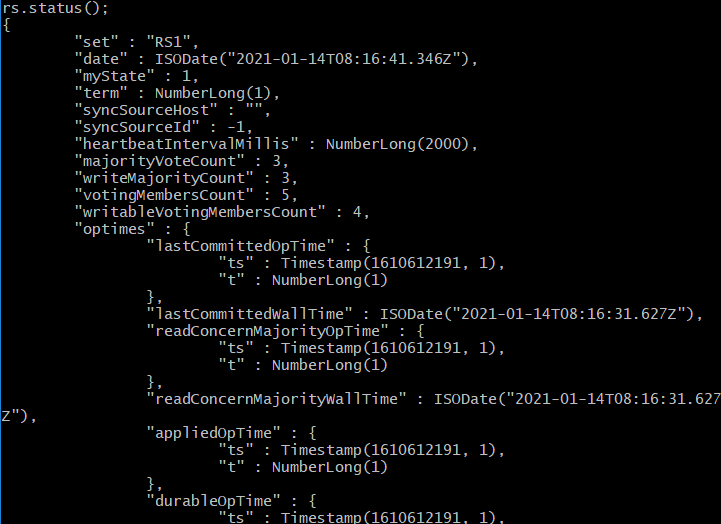 rs.status();
{
        "set" : "RS1",
        "date" : ISODate("2021-01-14T08:16:41.346Z"),
        "myState" : 1,
        "term" : NumberLong(1),
        "syncSourceHost" : "",
        "syncSourceId" : -1,
        "heartbeatIntervalMillis" : NumberLong(2000),
        "majorityVoteCount" : 3,
        "writeMajorityCount" : 3,
        "votingMembersCount" : 5,
        "writableVotingMembersCount" : 4,
        "optimes" : {
                "lastCommittedOpTime" : {
                        "ts" : Timestamp(1610612191, 1),
                        "t" : NumberLong(1)
                },
                "lastCommittedWallTime" : ISODate("2021-01-14T08:16:31.627Z"),
                "readConcernMajorityOpTime" : {
                        "ts" : Timestamp(1610612191, 1),
                        "t" : NumberLong(1)
                },
                "readConcernMajorityWallTime" : ISODate("2021-01-14T08:16:31.627
Z"),
                "appliedOpTime" : {
                        "ts" : Timestamp(1610612191, 1),
                        "t" : NumberLong(1)
                },
                "durableOpTime" : {
                        "ts" : Timestamp(1610612191, 1),